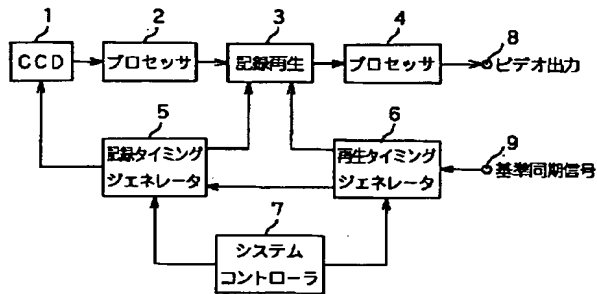 1
2
3
4
8
CCD
プロセッサ
記録再生
プロセッサ
ビデオ出力
5
6
9
記録タイミング
ジェネレータ
再生タイミング
ジェネレータ
基準同期信号
7
システム
コントローラ